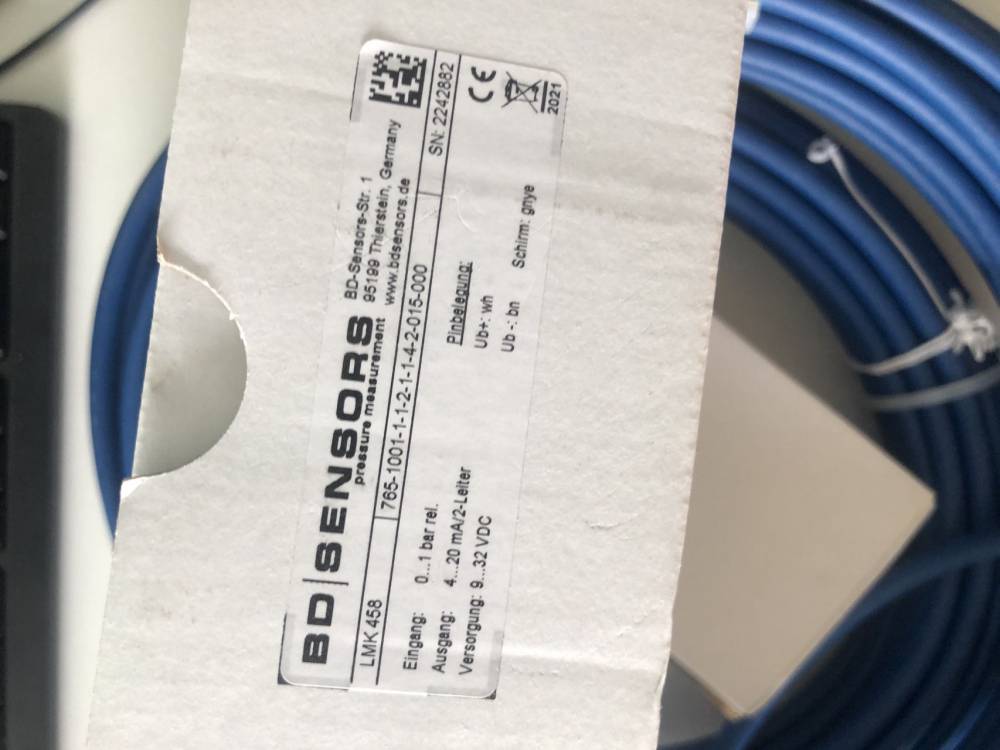 BD|SENSORS
pressure measurement
BD-Sensors-Str. 1
95199 Thierstein, Germany
www.bdsensors.de
LMK 458
765-1001-1-1-2-1-1-4-2-015-000
SN: 2242882
Eingang: 0...1 bar rel.
Ausgang: 4...20 mA/2-Leiter
Versorgung: 9...32 VDC
Pinbelegung:
Ub+: wh
Ub -: bn
Schirm: gnye
CE
2021